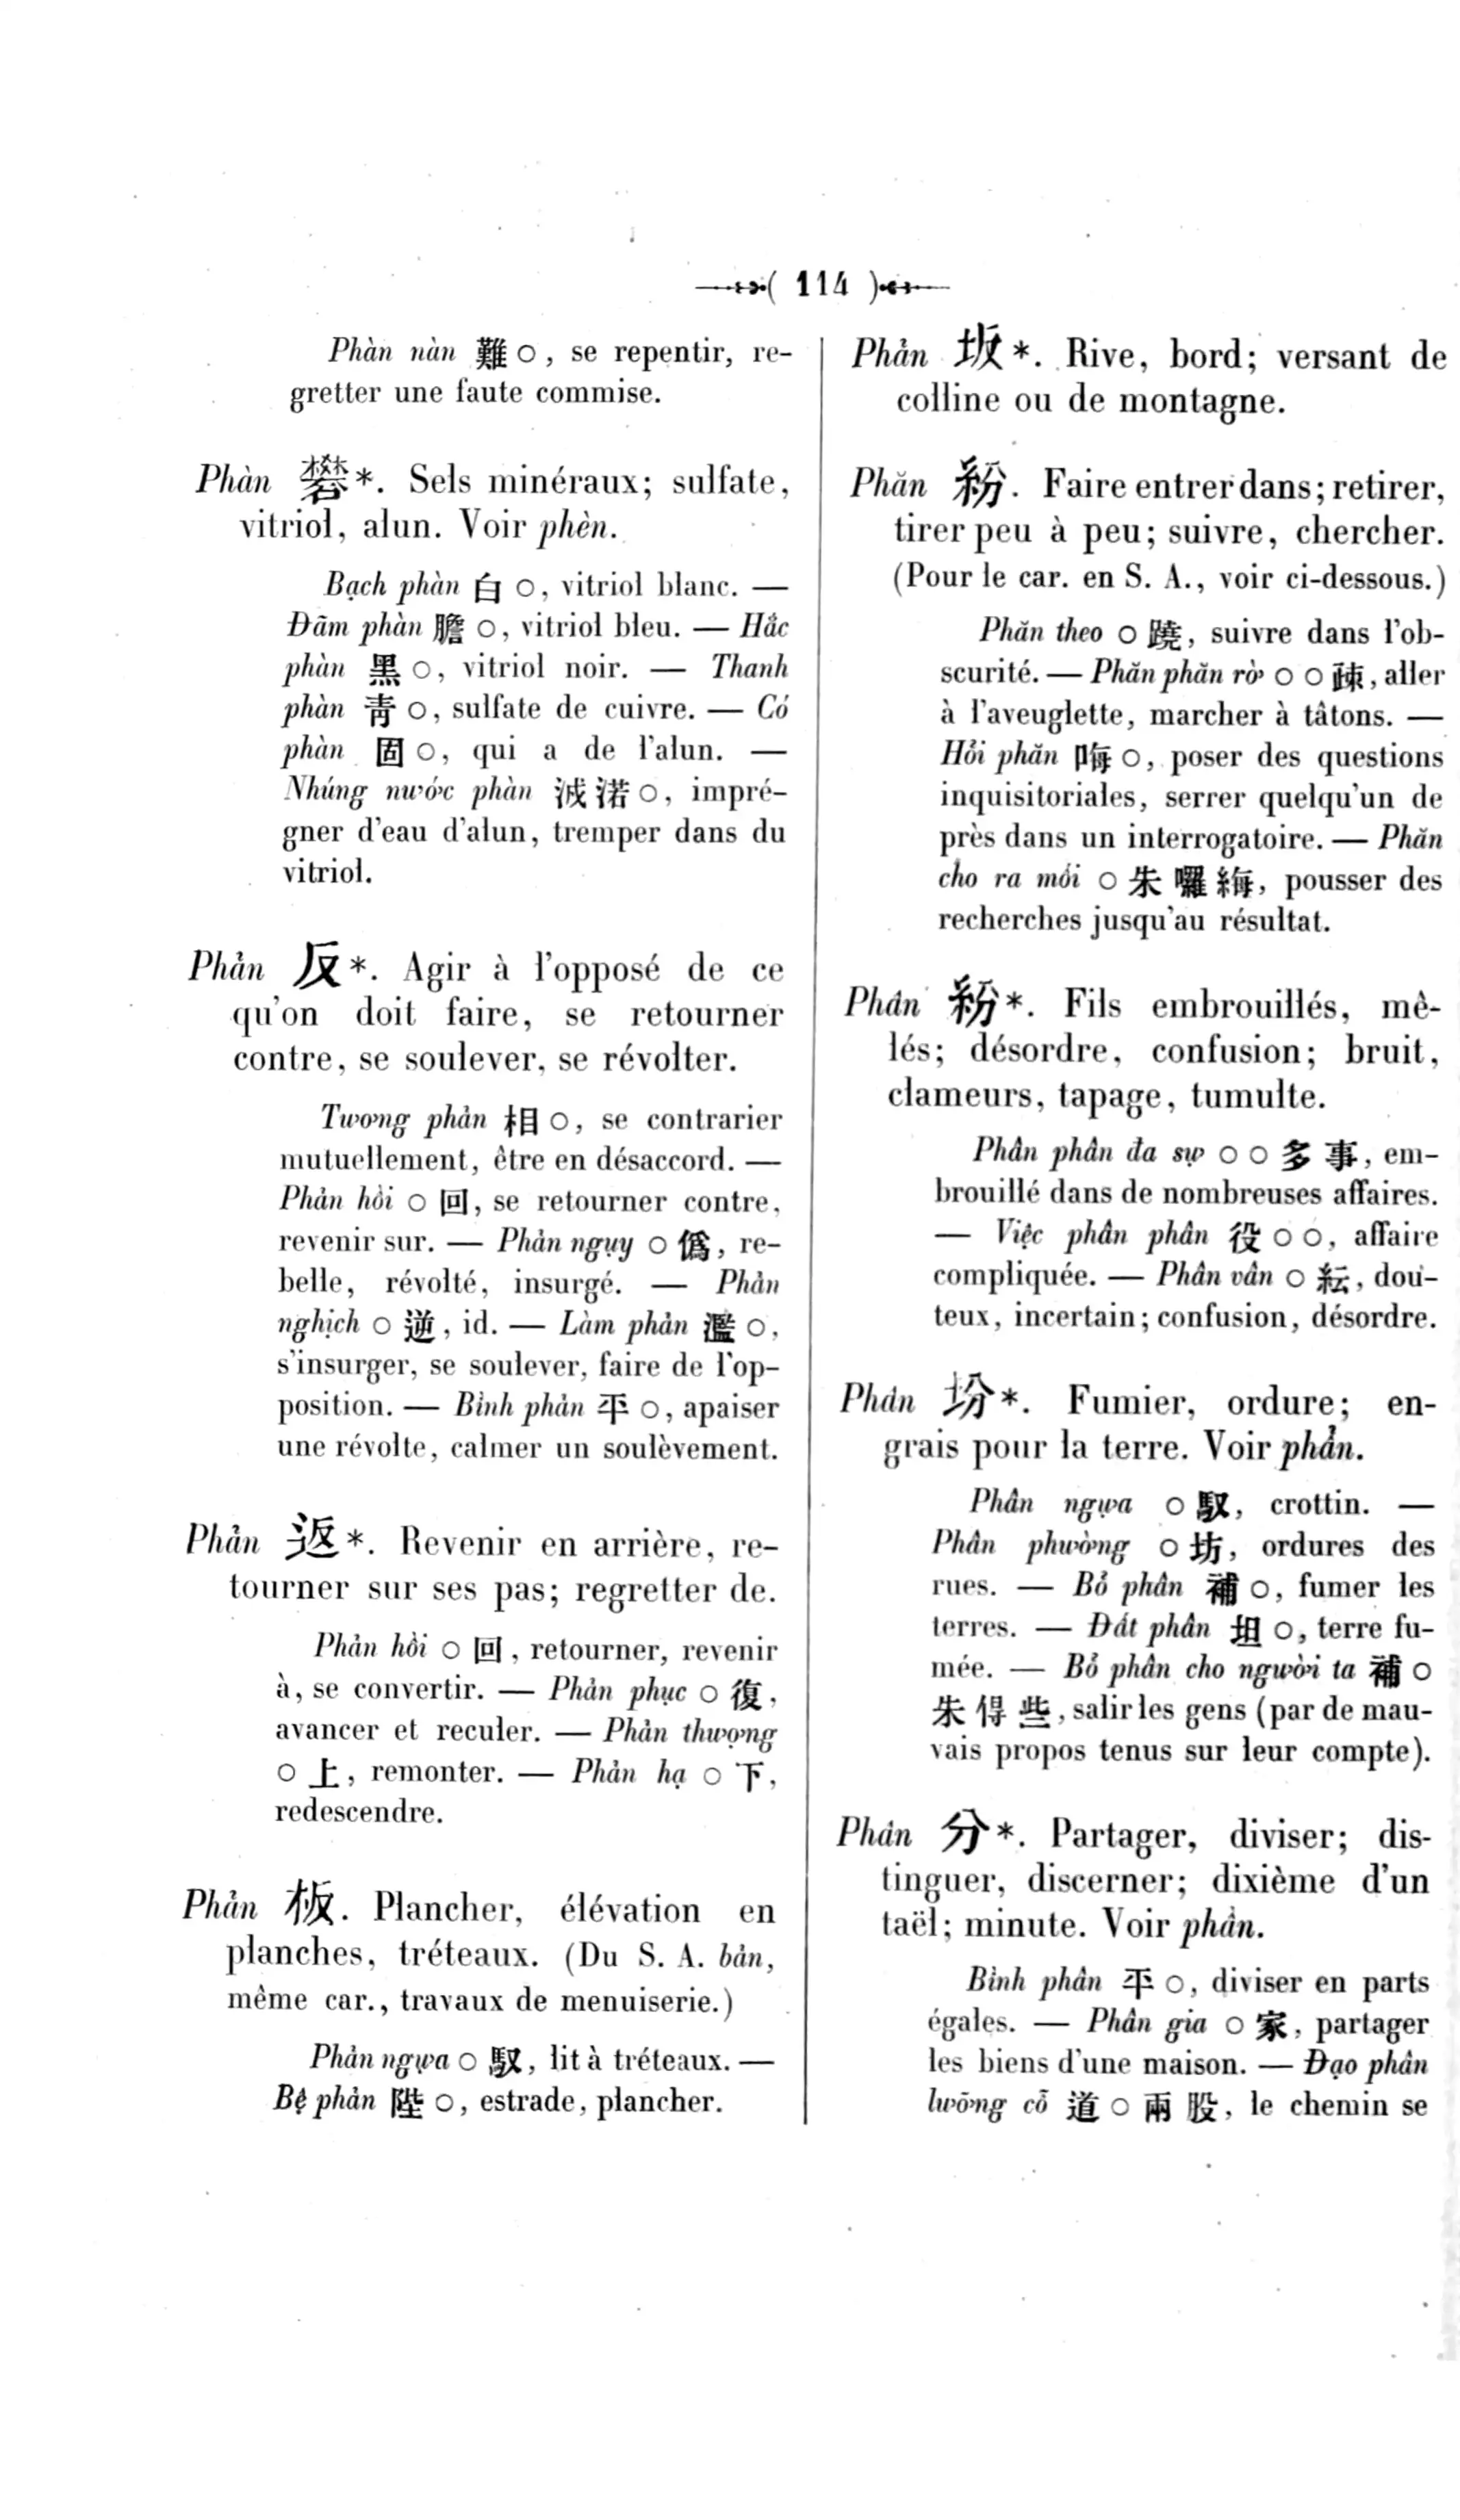 ( 114 )
Phàn nàn 難 ○, se repentir, re-
gretter une faute commise.
Phàn 礬*. Sels minéraux; sulfate,
vitriol, alun. Voir phèn.
Bạch phàn 白 ○, vitriol blanc. —
Đãm phàn 膽 ○, vitriol bleu. — Hắc
phàn 黑 ○, vitriol noir. — Thanh
phàn 靑 ○, sulfate de cuivre. — Có
phàn 固 ○, qui a de l'alun. —
Nhúng nước phàn 渃 ○, impré-
gner d'eau d'alun, tremper dans du
vitriol.
Phản 反*. Agir à l'opposé de ce
qu'on doit faire, se retourner
contre, se soulever, se révolter.
Tương phản 相 ○, se contrarier
mutuellement, être en désaccord. —
Phản hồi ○ 回, se retourner contre,
revenir sur. — Phản ngụy ○ 僞, re-
belle, révolté, insurgé. — Phản
nghịch ○ 逆, id. — Làm phản 濫 ○,
s'insurger, se soulever, faire de l'op-
position. — Bình phản 平 ○, apaiser
une révolte, calmer un soulèvement.
Phản 返*. Revenir en arrière, re-
tourner sur ses pas; regretter de.
Phản hồi ○ 回, retourner, revenir
à, se convertir. — Phản phục ○ 復,
avancer et reculer. — Phản thượng
○ 上, remonter. — Phản hạ ○ 下,
redescendre.
Phản 板. Plancher, élévation en
planches, tréteaux. (Du S. A. bản,
même car., travaux de menuiserie.)
Phản ngựa ○ 馭, lit à tréteaux. —
Bệ phản 陛 ○, estrade, plancher.
Phản 坂*. Rive, bord; versant de
colline ou de montagne.
Phăn 紛. Faire entrer dans; retirer,
tirer peu à peu; suivre, chercher.
(Pour le car. en S. A., voir ci-dessous.)
Phăn theo ○ 蹺, suivre dans l'ob-
scurité. — Phăn phăn rờ ○ ○ 疎, aller
à l'aveuglette, marcher à tâtons. —
Hỏi phăn 晦 ○, poser des questions
inquisitoriales, serrer quelqu'un de
près dans un interrogatoire. — Phăn
cho ra mối ○ 朱 囉 䋦, pousser des
recherches jusqu'au résultat.
Phân 紛*. Fils embrouillés, mê-
lés; désordre, confusion; bruit,
clameurs, tapage, tumulte.
Phân phân đa sự ○ ○ 多 事, em-
brouillé dans de nombreuses affaires.
— Việc phân phân 役 ○ ○, affaire
compliquée. — Phân vân ○ 紜, dou-
teux, incertain; confusion, désordre.
Phân 坋*. Fumier, ordure; en-
grais pour la terre. Voir phẩn.
Phân ngựa ○ 馭, crottin. —
Phân phường ○ 坊, ordures des
rues. — Bỏ phân 補 ○, fumer les
terres. — Đất phân 坦 ○, terre fu-
mée. — Bỏ phân cho người ta 補 ○
朱 得 些, salir les gens (par de mau-
vais propos tenus sur leur compte).
Phân 分*. Partager, diviser; dis-
tinguer, discerner; dixième d'un
taël; minute. Voir phần.
Bình phân 平 ○, diviser en parts
égales. — Phân gia ○ 家, partager
les biens d'une maison. — Đạo phân
lưỡng cỗ 道 ○ 兩 股, le chemin se